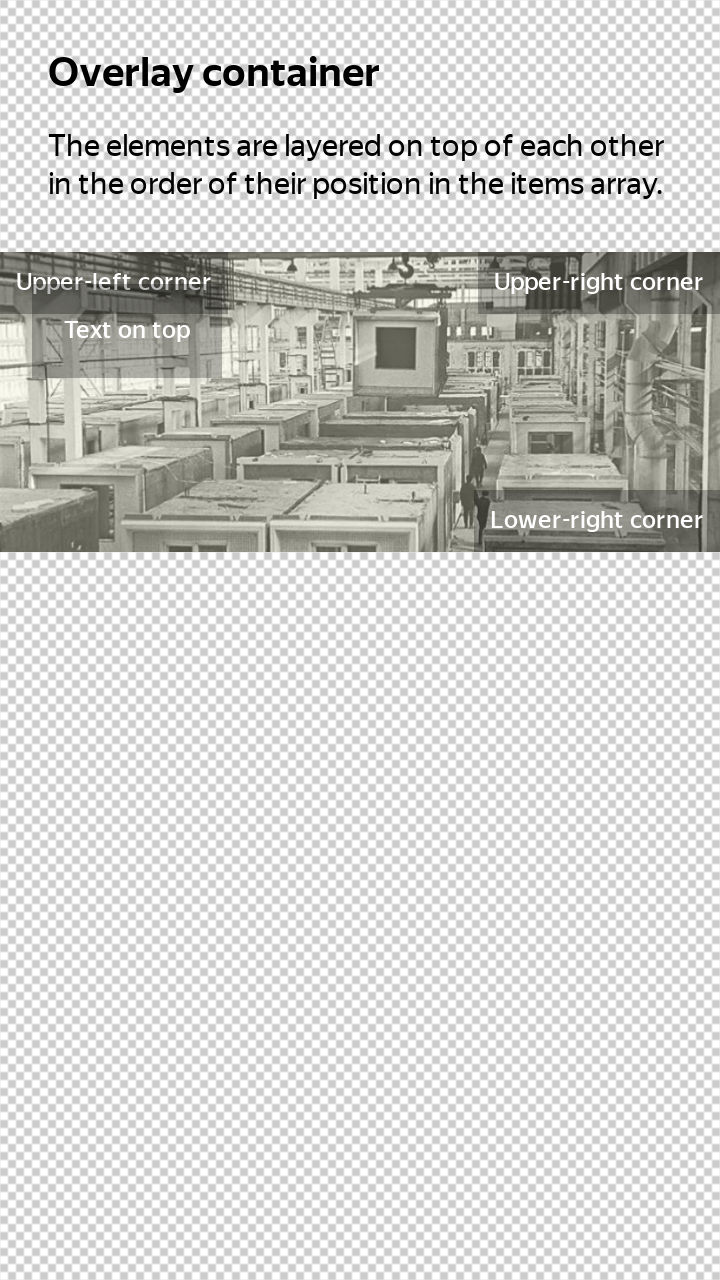 Overlay container
The elements are layered on top of each other
in the order of their position in the items array.
Upper-left corner
Upper-right corner
Text on top
Lower-right corner